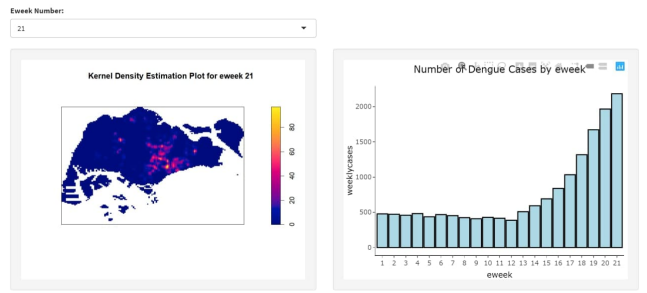 Eweek Number:
21
Kernel Density Estimation Plot for eweek 21
80
60
40
20
0
Number of Dengue Cases by eweek
weeklycases
2000
1500
1000
500
0
1 2 3 4 5 6 7 8 9 10 11 12 13 14 15 16 17 18 19 20 21
eweek